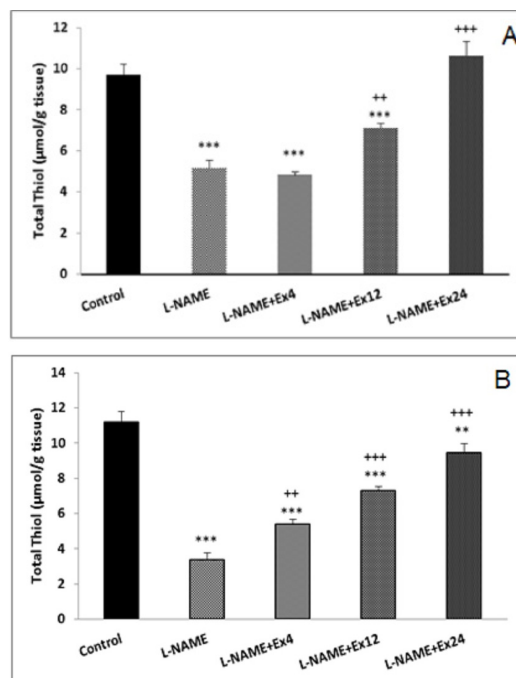 A
Total Thiol (µmol/g tissue)
12
10
8
6
4
2
0
***
***
++
***
+++
Control
L-NAME
L-NAME+Ex4
L-NAME+Ex12
L-NAME+Ex24
B
Total Thiol (µmol/g tissue)
14
12
10
8
6
4
2
0
***
++
***
+++
***
+++
**
Control
L-NAME
L-NAME+Ex4
L-NAME+Ex12
L-NAME+Ex24